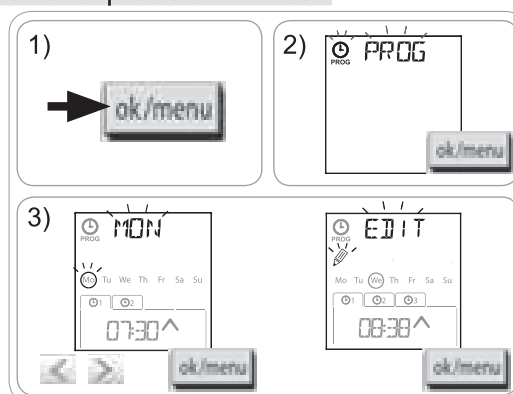 1)
ok/menu
2)
PROG
PROG
ok/menu
3)
MON
PROG
Mo Tu We Th Fr Sa Su
1 2
07:30
ok/menu
EDIT
PROG
Mo Tu We Th Fr Sa Su
1 2 3
08:38
ok/menu